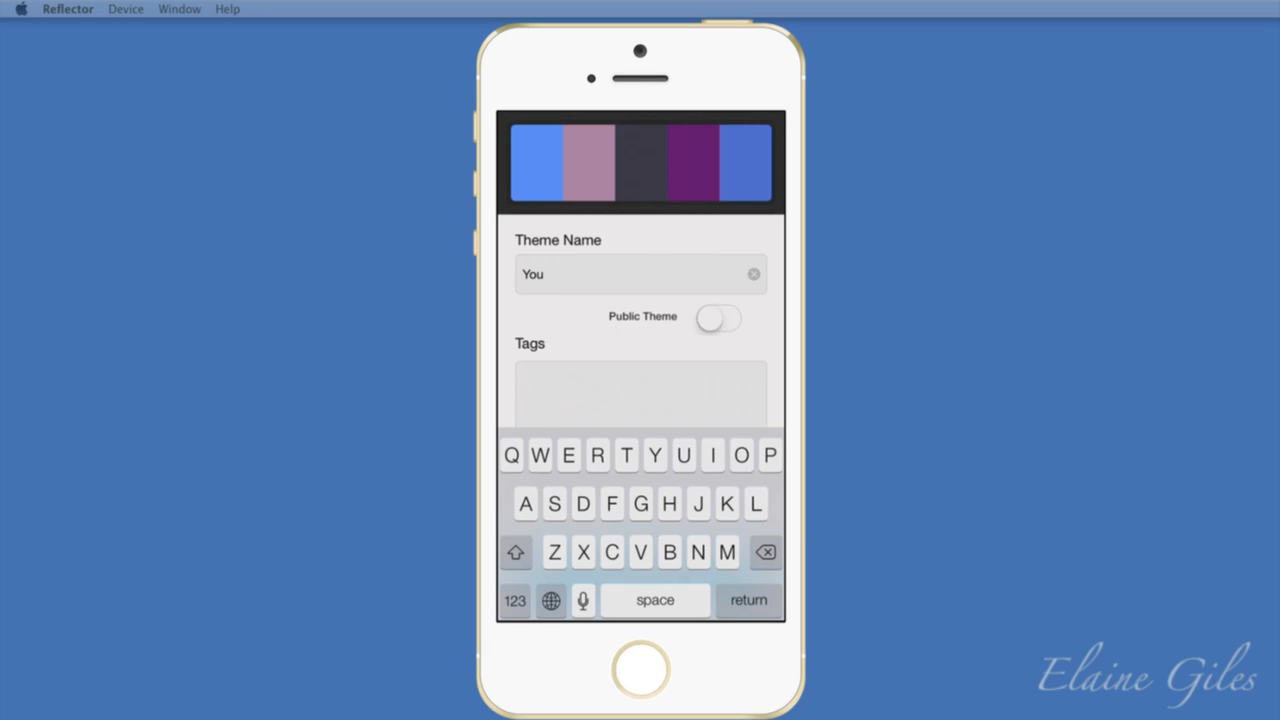 Reflector Device Window Help
Theme Name
You
Public Theme
Tags
Q W E R T Y U I O P
A S D F G H J K L
Z X C V B N M
123 space return
Elaine Giles